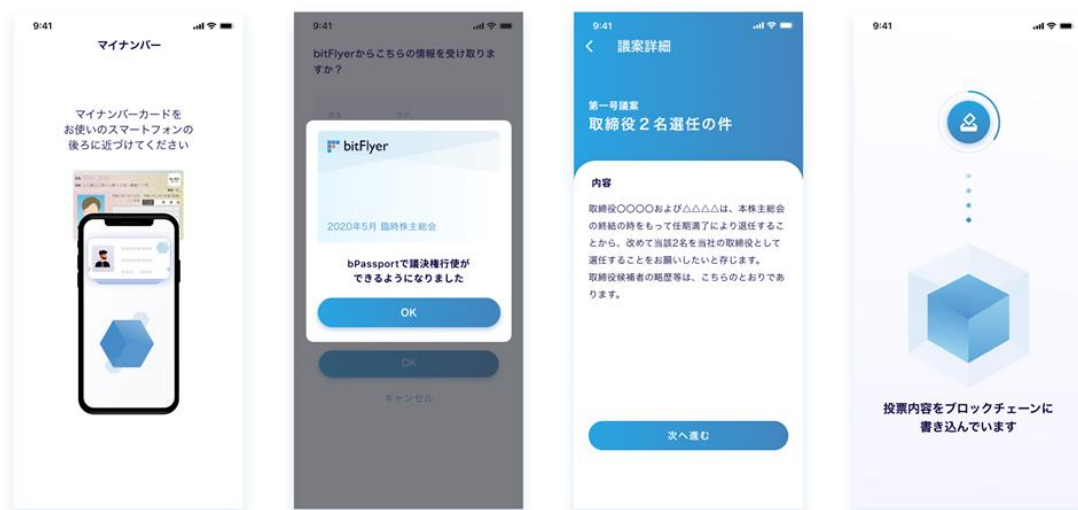 9:41
マイナンバー
マイナンバーカードを
お使いのスマートフォンの
後ろに近づけてください
9:41
bitFlyerからこちらの情報を受け取りま
すか？
bitFlyer
2020年5月 臨時株主総会
bPassportで議決権行使が
できるようになりました
OK
OK
キャンセル
9:41
議案詳細
第一号議案
取締役２名選任の件
内容
取締役〇〇〇〇および△△△△は、本株主総会
の終結の時をもって任期満了により退任するこ
とから、改めて当該2名を当社の取締役として
選任することをお願いしたいと存じます。
取締役候補者の略歴等は、こちらのとおりであ
ります。
次へ進む
9:41
投票内容をブロックチェーンに
書き込んでいます